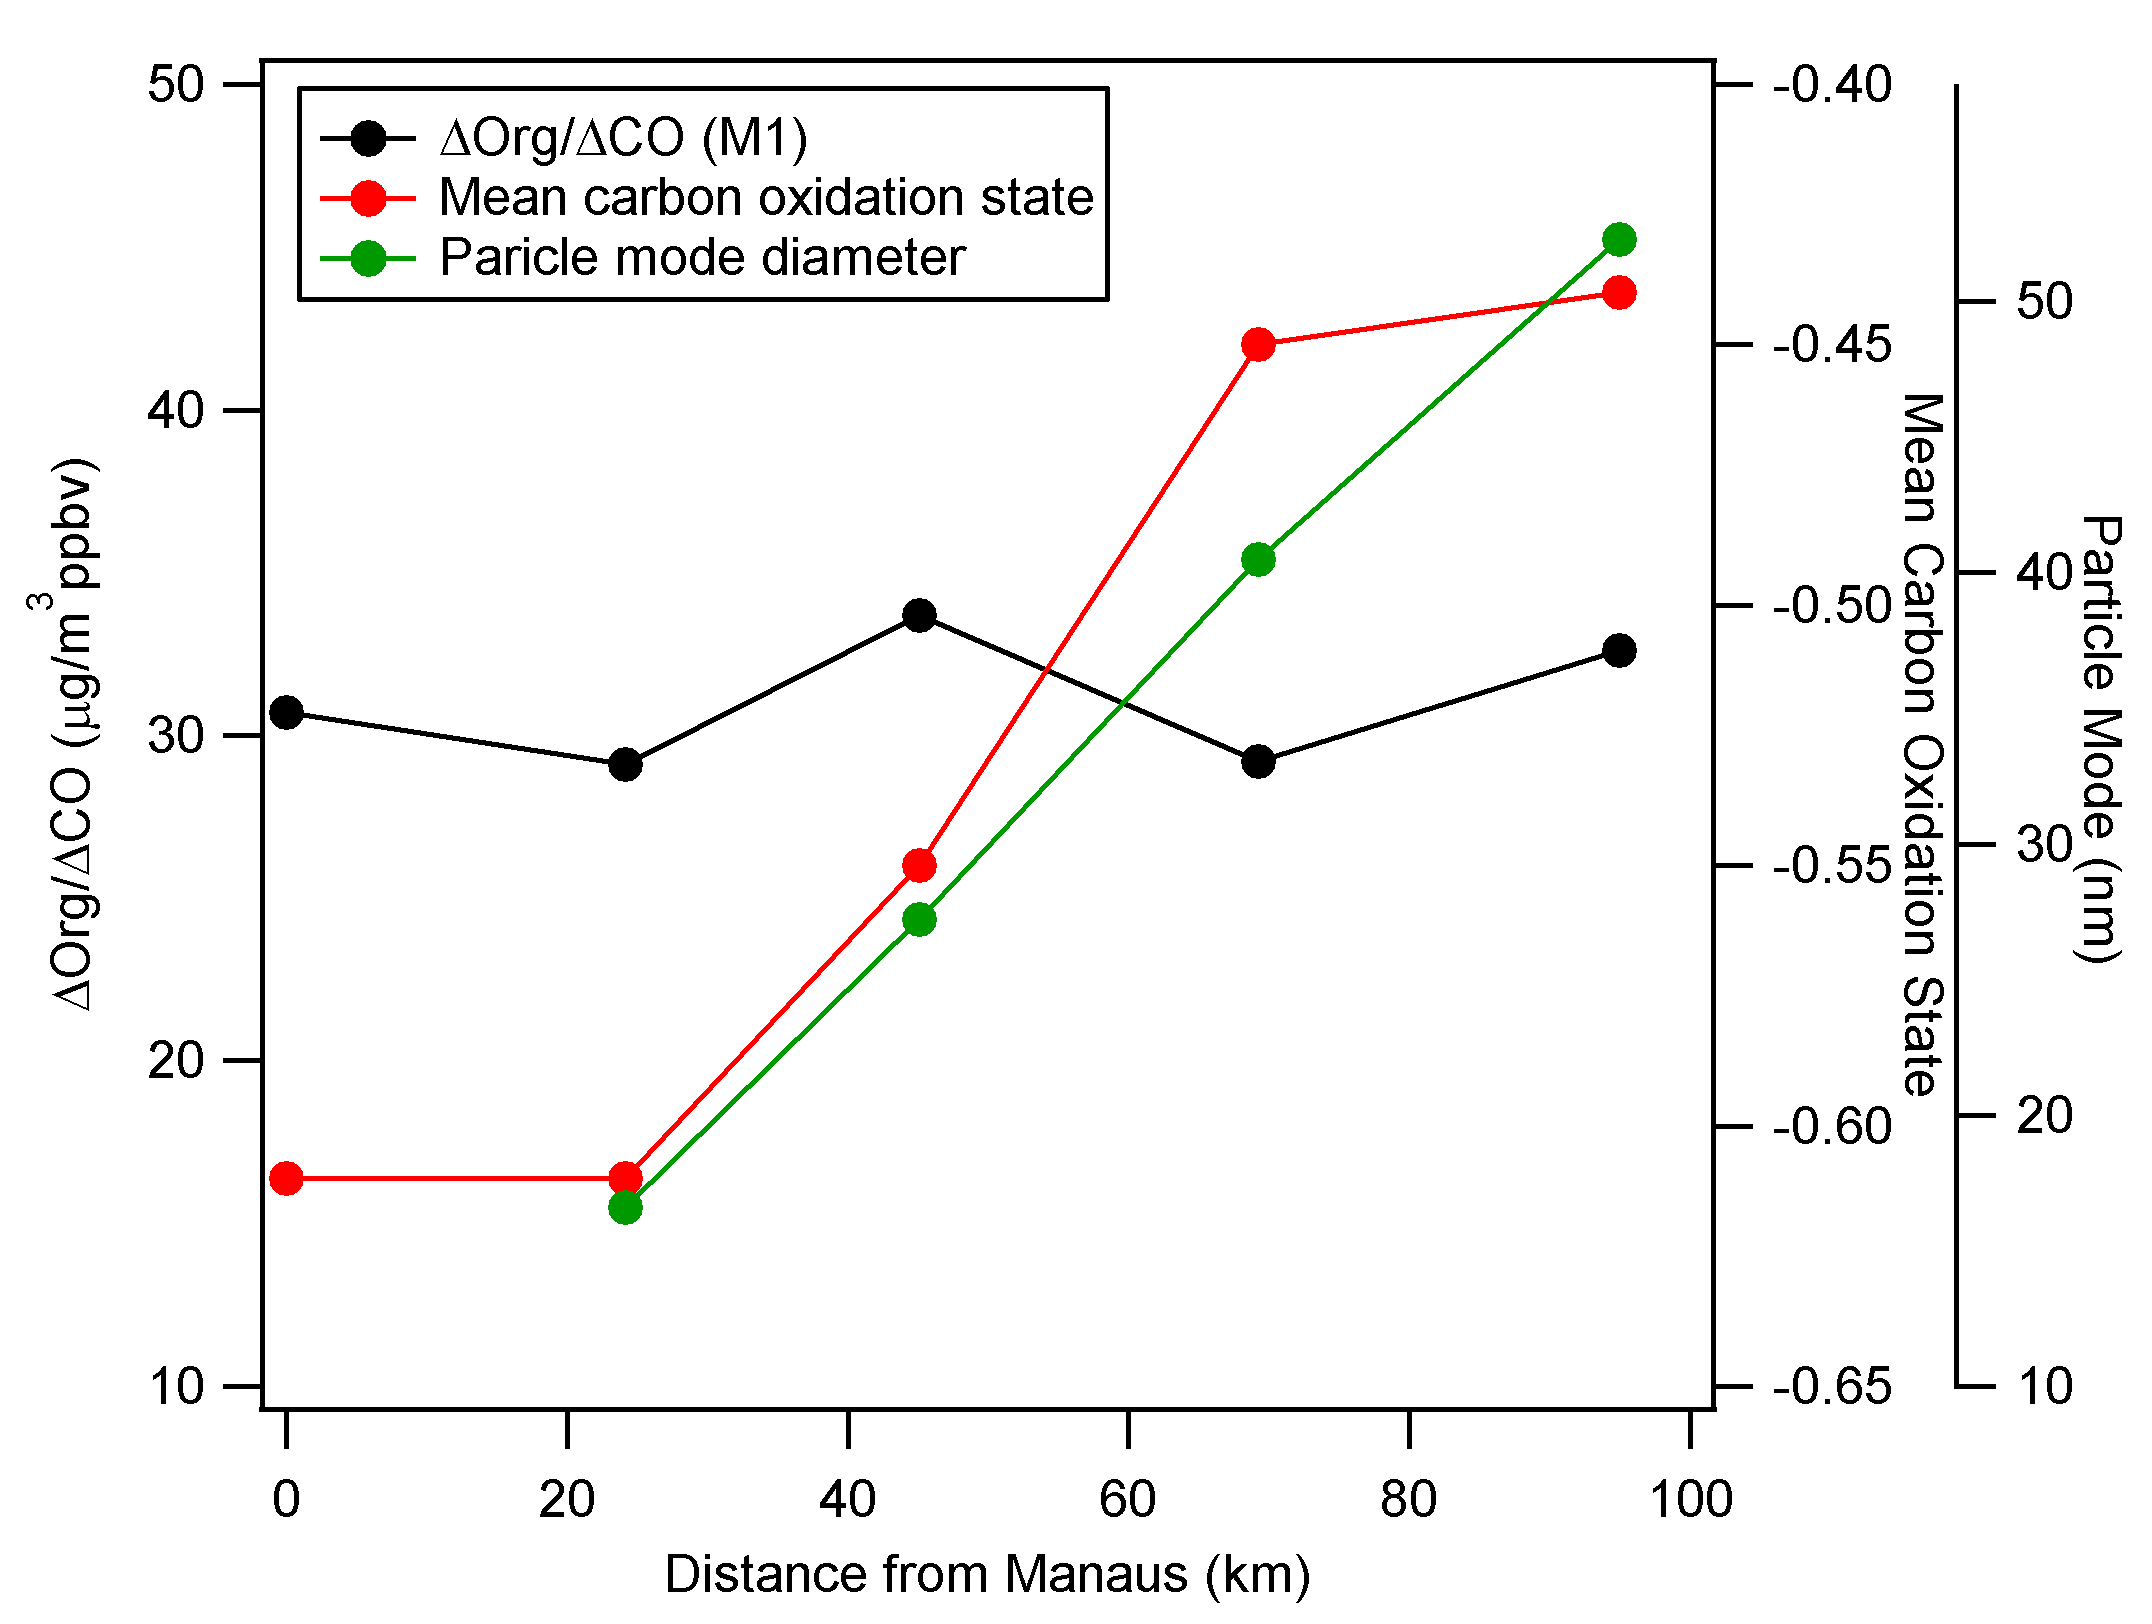 50
40
30
20
10
ΔOrg/ΔCO (μg/m³ ppbv)
ΔOrg/ΔCO (M1)
Mean carbon oxidation state
Paricle mode diameter
-0.40
-0.45
-0.50
-0.55
-0.60
-0.65
Mean Carbon Oxidation State
50
40
30
20
10
Particle Mode (nm)
0 20 40 60 80 100
Distance from Manaus (km)